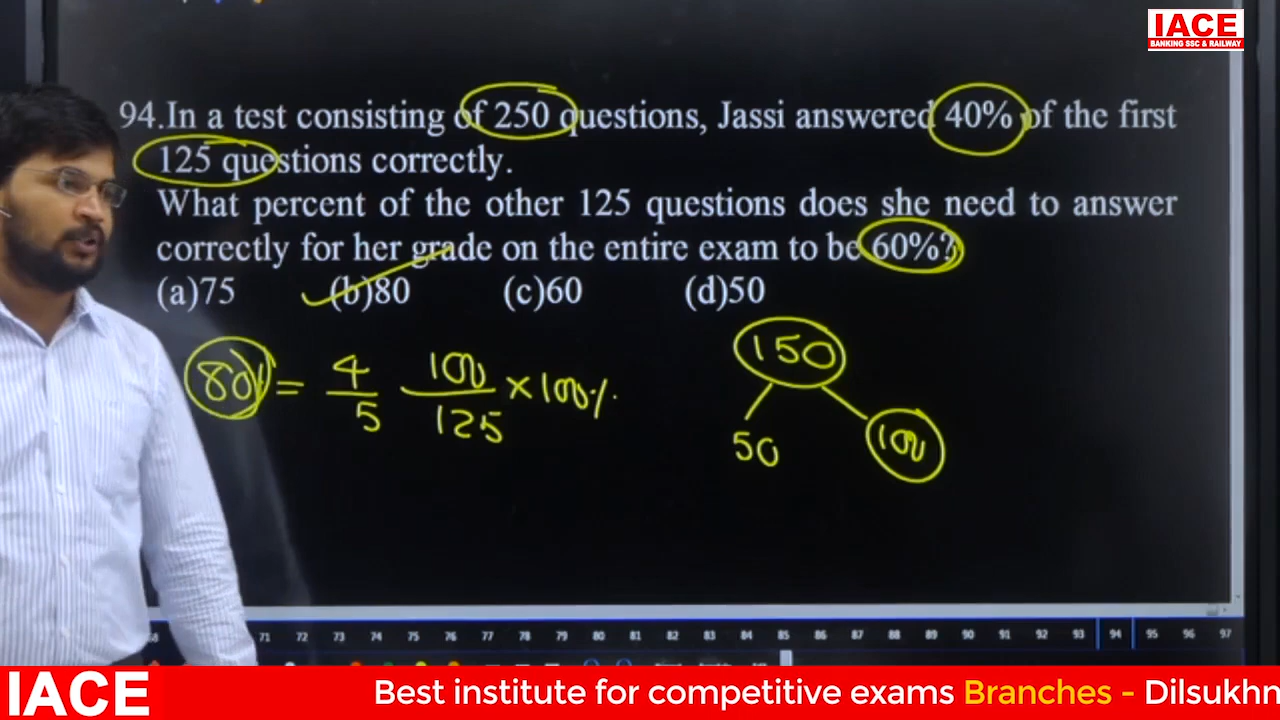 IACE
BANKING SSC & RAILWAY
94.In a test consisting of 250 questions, Jassi answered 40% of the first
125 questions correctly.
What percent of the other 125 questions does she need to answer
correctly for her grade on the entire exam to be 60%?
(a)75 (b)80 (c)60 (d)50
80% = 4/5 100/125 × 100%
150
50 100
71 72 73 74 75 76 77 78 79 80 81 82 83 84 85 86 87 88 89 90 91 92 93 94 95 96 97
IACE Best institute for competitive exams Branches - Dilsukhn